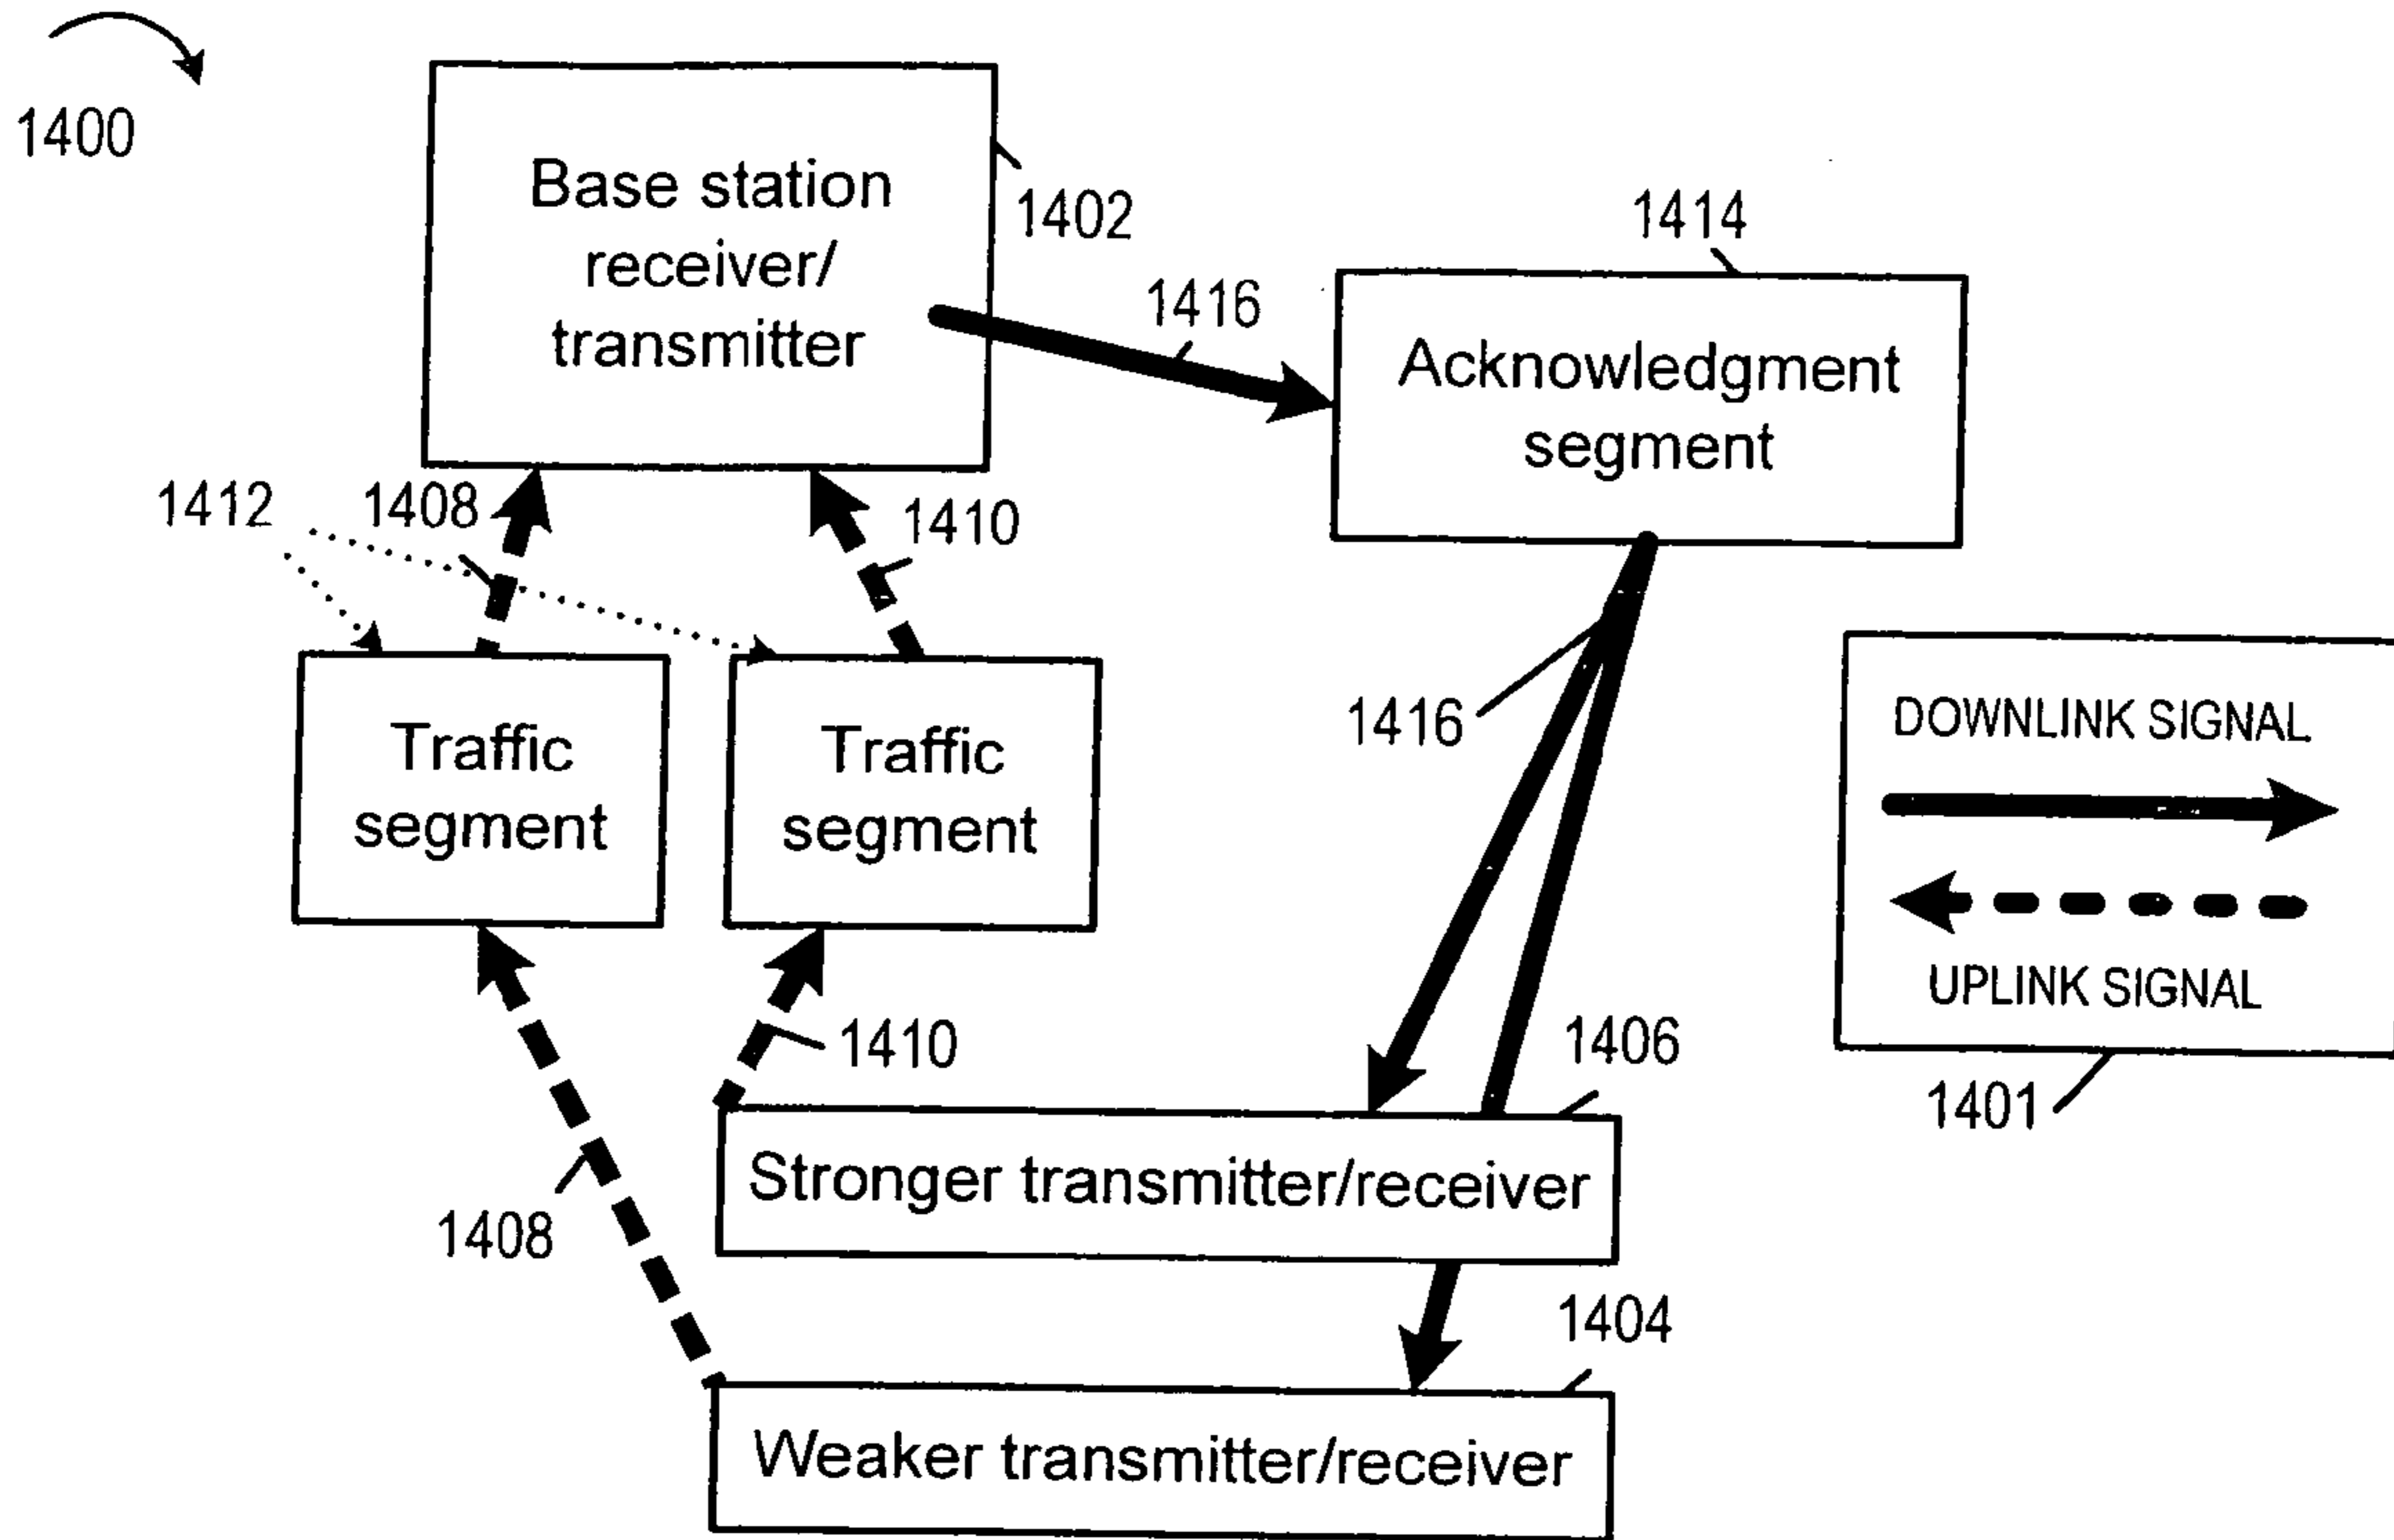 1400
Base station
receiver/
transmitter
1402
1416
1414
Acknowledgment
segment
1412
1408
1410
Traffic
segment
Traffic
segment
1416
DOWNLINK SIGNAL
UPLINK SIGNAL
1401
1410
1406
Stronger transmitter/receiver
1408
1404
Weaker transmitter/receiver